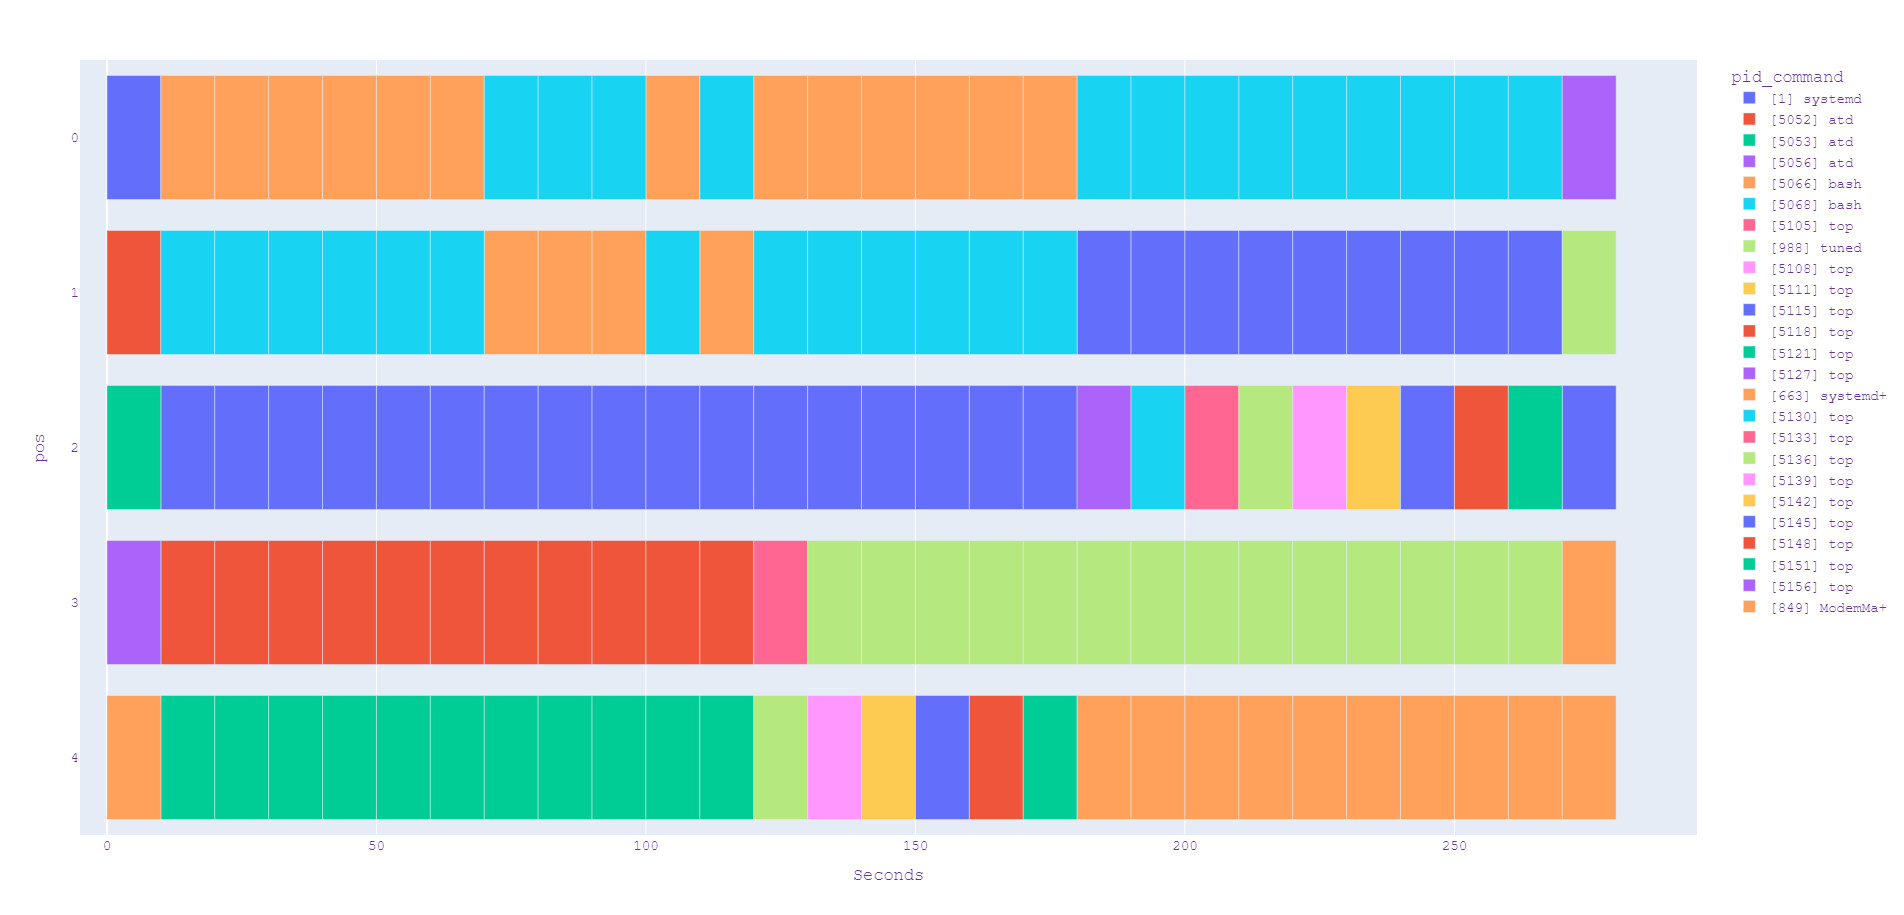 pid_command
[1] systemd
[5052] atd
[5053] atd
[5056] atd
[5066] bash
[5068] bash
[5105] top
[988] tuned
[5108] top
[5111] top
[5115] top
[5118] top
[5121] top
[5127] top
[663] systemd+
[5130] top
[5133] top
[5136] top
[5139] top
[5142] top
[5145] top
[5148] top
[5151] top
[5156] top
[849] ModemMa+
pos
0
1
2
3
4
0 50 100 150 200 250
Seconds